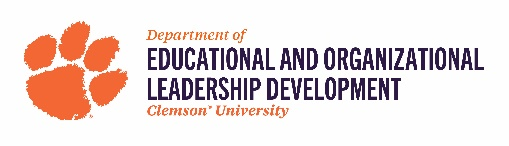 Department of
EDUCATIONAL AND ORGANIZATIONAL
LEADERSHIP DEVELOPMENT
Clemson® University